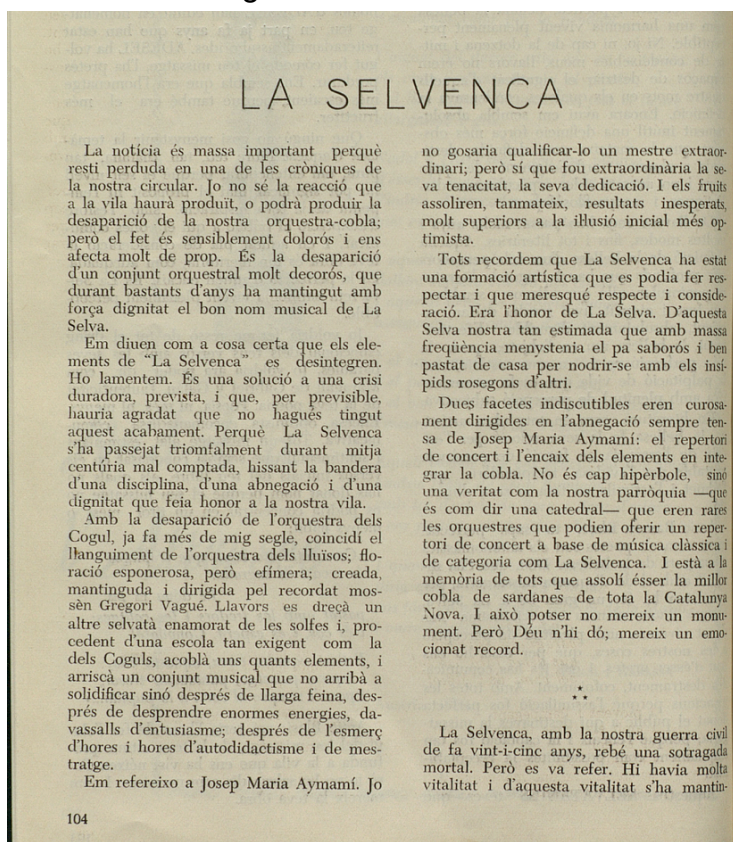 LA SELVENCA
La notícia és massa important perquè
resti perduda en una de les cròniques de
la nostra circular. Jo no sé la reacció que
a la vila haurà produït, o podrà produir la
desaparició de la nostra orquestra-cobla;
però el fet és sensiblement dolorós i ens
afecta molt de prop. És la desaparició
d'un conjunt orquestral molt decorós, que
durant bastants d'anys ha mantingut amb
força dignitat el bon nom musical de La
Selva.
Em diuen com a cosa certa que els ele-
ments de "La Selvenca" es desintegren.
Ho lamentem. És una solució a una crisi
duradora, prevista, i que, per previsible,
hauria agradat que no hagués tingut
aquest acabament. Perquè La Selvenca
s'ha passejat triomfalment durant mitja
centúria mal comptada, hissant la bandera
d'una disciplina, d'una abnegació i d'una
dignitat que feia honor a la nostra vila.
Amb la desaparició de l'orquestra dels
Cogul, ja fa més de mig segle, coincidí el
llanguiment de l'orquestra dels lluïsos; flo-
ració esponerosa, però efímera; creada,
mantinguda i dirigida pel recordat mos-
sèn Gregori Vagué. Llavors es dreçà un
altre selvatà enamorat de les solfes i, pro-
cedent d'una escola tan exigent com la
dels Coguls, acoblà uns quants elements, i
arriscà un conjunt musical que no arribà a
solidificar sinó després de llarga feina, des-
prés de desprendre enormes energies, da-
vassalls d'entusiasme; després de l'esmerç
d'hores i hores d'autodidactisme i de mes-
tratge.
Em refereixo a Josep Maria Aymamí. Jo
no gosaria qualificar-lo un mestre extraor-
dinari; però sí que fou extraordinària la se-
va tenacitat, la seva dedicació. I els fruits
assoliren, tanmateix, resultats inesperats,
molt superiors a la il·lusió inicial més op-
timista.
Tots recordem que La Selvenca ha estat
una formació artística que es podia fer res-
pectar i que meresqué respecte i conside-
ració. Era l'honor de La Selva. D'aquesta
Selva nostra tan estimada que amb massa
freqüència menystenia el pa saborós i ben
pastat de casa per nodrir-se amb els insí-
pids rosegons d'altri.
Dues facetes indiscutibles eren curosa-
ment dirigides en l'abnegació sempre ten-
sa de Josep Maria Aymamí: el repertori
de concert i l'encaix dels elements en inte-
grar la cobla. No és cap hipèrbole, sinó
una veritat com la nostra parròquia —que
és com dir una catedral— que eren rares
les orquestres que podien oferir un reper-
tori de concert a base de música clàssica i
de categoria com La Selvenca. I està a la
memòria de tots que assolí ésser la millor
cobla de sardanes de tota la Catalunya
Nova. I això potser no mereix un monu-
ment. Però Déu n'hi dó; mereix un emo-
cionat record.
La Selvenca, amb la nostra guerra civil
de fa vint-i-cinc anys, rebé una sotragada
mortal. Però es va refer. Hi havia molta
vitalitat i d'aquesta vitalitat s'ha mantin-
104